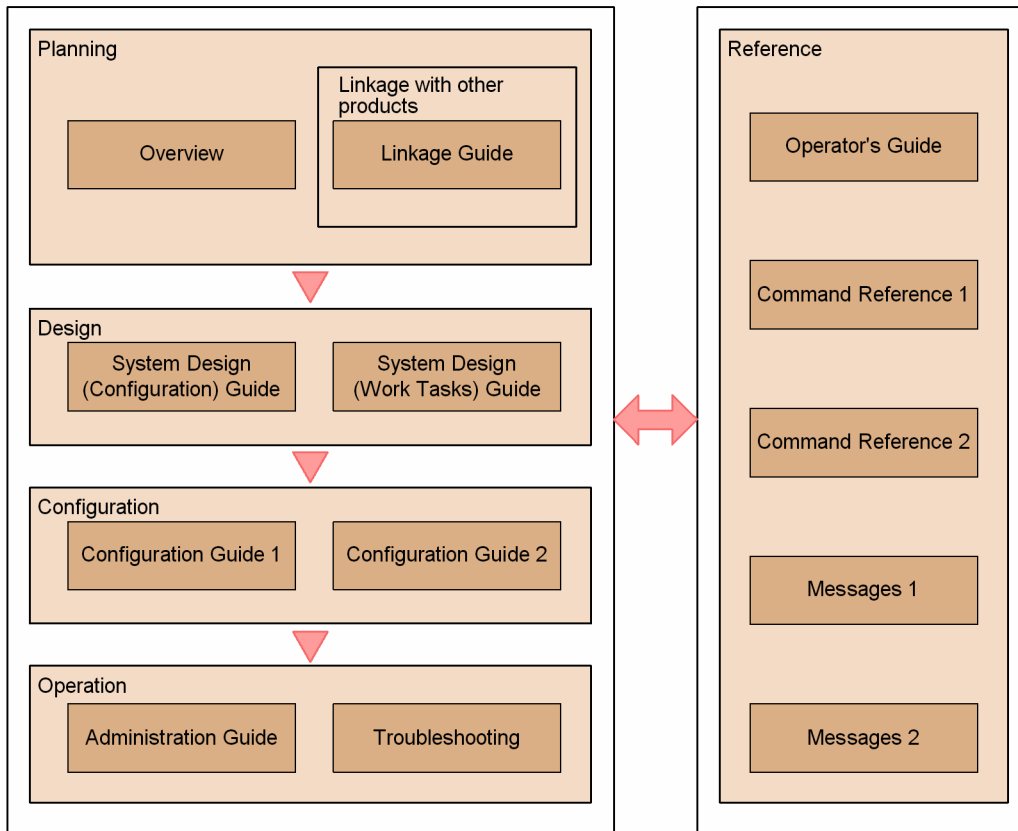 Planning
Linkage with other
products
Overview
Linkage Guide
Design
System Design
(Configuration) Guide
System Design
(Work Tasks) Guide
Configuration
Configuration Guide 1
Configuration Guide 2
Operation
Administration Guide
Troubleshooting
Reference
Operator's Guide
Command Reference 1
Command Reference 2
Messages 1
Messages 2